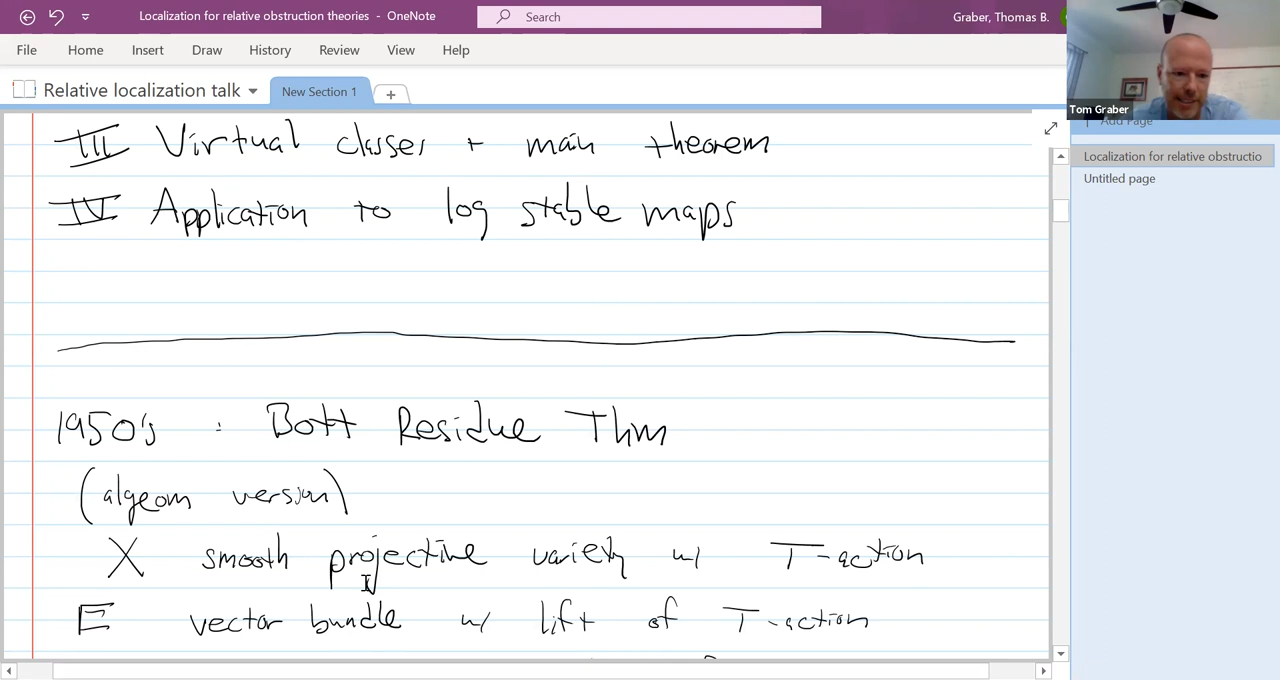 Localization for relative obstruction theories - OneNote
Search
Graber, Thomas B.
File Home Insert Draw History Review View Help
Relative localization talk
New Section 1
Tom Graber
Add Page
Localization for relative obstructio
Untitled page
III Virtual classes + main theorem
IV Application to log stable maps
1950's : Bott Residue Thm
(algeom version)
X smooth projective variety w/ T-action
E vector bundle w/ lift of T-action